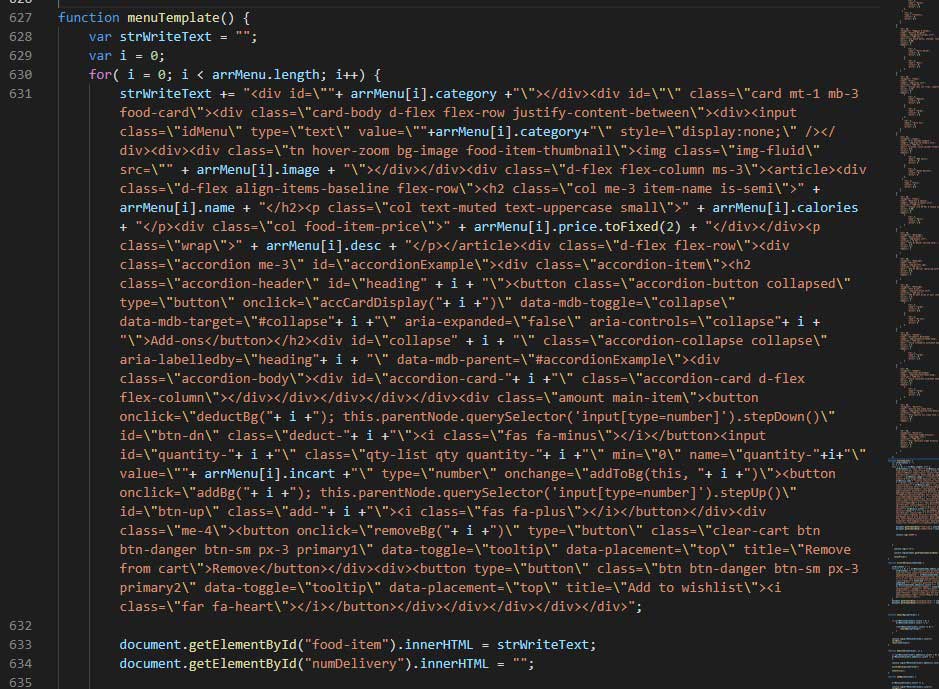 627 function menuTemplate() {
628 var strWriteText = "";
629 var i = 0;
630 for( i = 0; i < arrMenu.length; i++) {
631 strWriteText += "<div id=\""+ arrMenu[i].category +"\"></div><div id=\"\" class=\"card mt-1 mb-3
food-card\"><div class=\"card-body d-flex flex-row justify-content-between\"><div><input
class=\"idMenu\" type=\"text\" value=\""+arrMenu[i].category+"\" style=\"display:none;\" /></
div><div><div class=\"tn hover-zoom bg-image food-item-thumbnail\"><img class=\"img-fluid\"
src=\"" + arrMenu[i].image + "\"></div></div><div class=\"d-flex flex-column ms-3\"><article><div
class=\"d-flex align-items-baseline flex-row\"><h2 class=\"col me-3 item-name is-semi\">" +
arrMenu[i].name + "</h2><p class=\"col text-muted text-uppercase small\">" + arrMenu[i].calories
+ "</p><div class=\"col food-item-price\">" + arrMenu[i].price.toFixed(2) + "</div></div><p
class=\"wrap\">" + arrMenu[i].desc + "</p></article><div class=\"d-flex flex-row\"><div
class=\"accordion me-3\" id=\"accordionExample\"><div class=\"accordion-item\"><h2
class=\"accordion-header\" id=\"heading" + i + "\"><button class=\"accordion-button collapsed\"
type=\"button\" onclick=\"accCardDisplay("+ i +")\" data-mdb-toggle=\"collapse\"
data-mdb-target=\"#collapse"+ i +"\" aria-expanded=\"false\" aria-controls=\"collapse"+ i +
"\">Add-ons</button></h2><div id=\"collapse" + i + "\" class=\"accordion-collapse collapse\"
aria-labelledby=\"heading"+ i + "\" data-mdb-parent=\"#accordionExample\"><div
class=\"accordion-body\"><div id=\"accordion-card-"+ i +"\" class=\"accordion-card d-flex
flex-column\"></div></div></div></div></div><div class=\"amount main-item\"><button
onclick=\"deductBg("+ i +"); this.parentNode.querySelector('input[type=number]').stepDown()\"
id=\"btn-dn\" class=\"deduct-"+ i +"\"><i class=\"fas fa-minus\"></i></button><input
id=\"quantity-"+ i +"\" class=\"qty-list qty quantity-"+ i +"\" min=\"0\" name=\"quantity-"+i+"\"
value=\""+ arrMenu[i].incart +"\" type=\"number\" onchange=\"addToBg(this, "+ i +")\"><button
onclick=\"addBg("+ i +"); this.parentNode.querySelector('input[type=number]').stepUp()\"
id=\"btn-up\" class=\"add-"+ i +"\"><i class=\"fas fa-plus\"></i></button></div><div
class=\"me-4\"><button onclick=\"removeBg("+ i +")\" type=\"button\" class=\"clear-cart btn
btn-danger btn-sm px-3 primary1\" data-toggle=\"tooltip\" data-placement=\"top\" title=\"Remove
from cart\">Remove</button></div><div><button type=\"button\" class=\"btn btn-danger btn-sm px-3
primary2\" data-toggle=\"tooltip\" data-placement=\"top\" title=\"Add to wishlist\"><i
class=\"far fa-heart\"></i></button></div></div></div></div></div>";
632
633 document.getElementById("food-item").innerHTML = strWriteText;
634 document.getElementById("numDelivery").innerHTML = "";
635